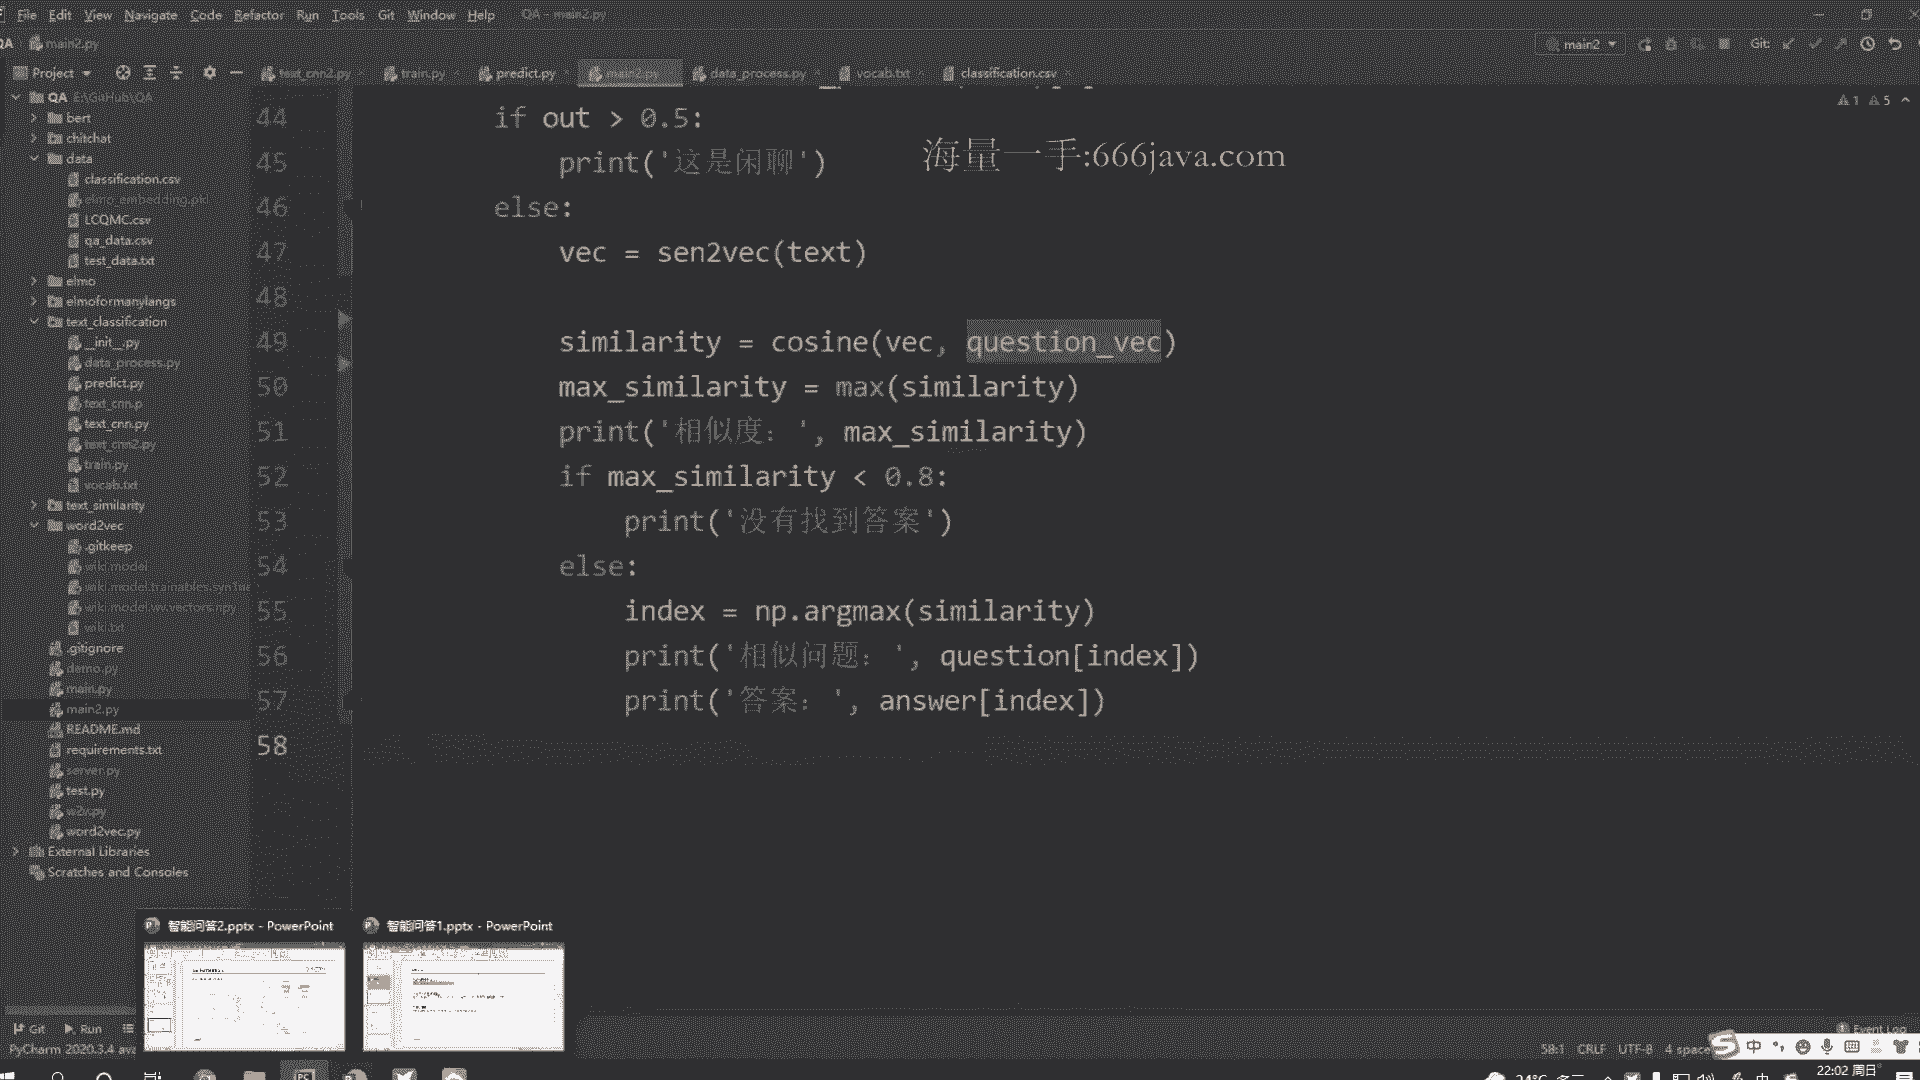 File Edit View Navigate Code Refactor Run Tools Git Window Help QA - main2.py
QA main2.py
main2
Git:
Project
text_cnn2.py train.py predict.py main2.py data_process.py vocab.txt classification.csv
QA E:\GitHub\QA
bert
chitchat
data
classification.csv
elmo_embedding.pkl
LCQMC.csv
qa_data.csv
test_data.txt
elmo
elmoformanylangs
text_classification
__init__.py
data_process.py
predict.py
text_cnn.p
text_cnn.py
text_cnn2.py
train.py
vocab.txt
text_similarity
word2vec
.gitkeep
wiki.model
wiki.model.trainables.syn1ne
wiki.model.wv.vectors.npy
wiki.txt
.gitignore
demo.py
main.py
main2.py
README.md
requirements.txt
server.py
test.py
w2v.py
word2vec.py
External Libraries
Scratches and Consoles
1 5
44 if out > 0.5:
45 print('这是闲聊')
海量一手:666java.com
46 else:
47 vec = sen2vec(text)
48
49 similarity = cosine(vec, question_vec)
50 max_similarity = max(similarity)
51 print('相似度：', max_similarity)
52 if max_similarity < 0.8:
53 print('没有找到答案')
54 else:
55 index = np.argmax(similarity)
56 print('相似问题：', question[index])
57 print('答案：', answer[index])
58
智能问答2.pptx - PowerPoint
智能问答1.pptx - PowerPoint
Git Run
Event Log
PyCharm 2020.3.4 ava
58:1 CRLF UTF-8 4 space
中
22:02 周日